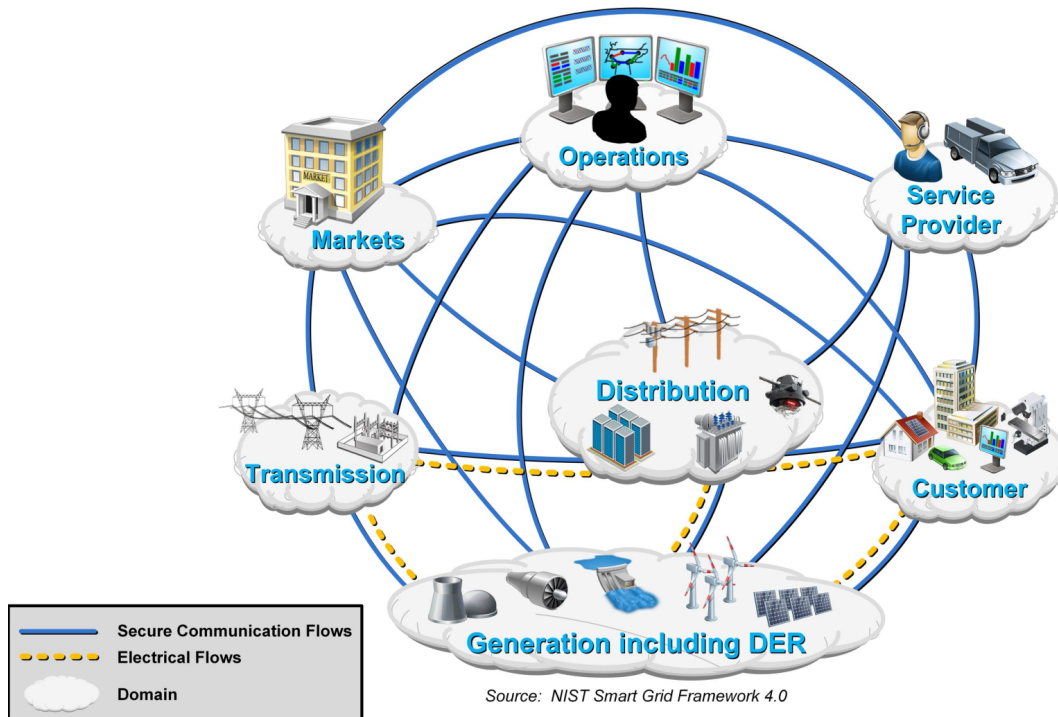 Operations
MARKET
Markets
Service
Provider
Distribution
Transmission
Customer
Generation including DER
Secure Communication Flows
Electrical Flows
Domain
Source: NIST Smart Grid Framework 4.0